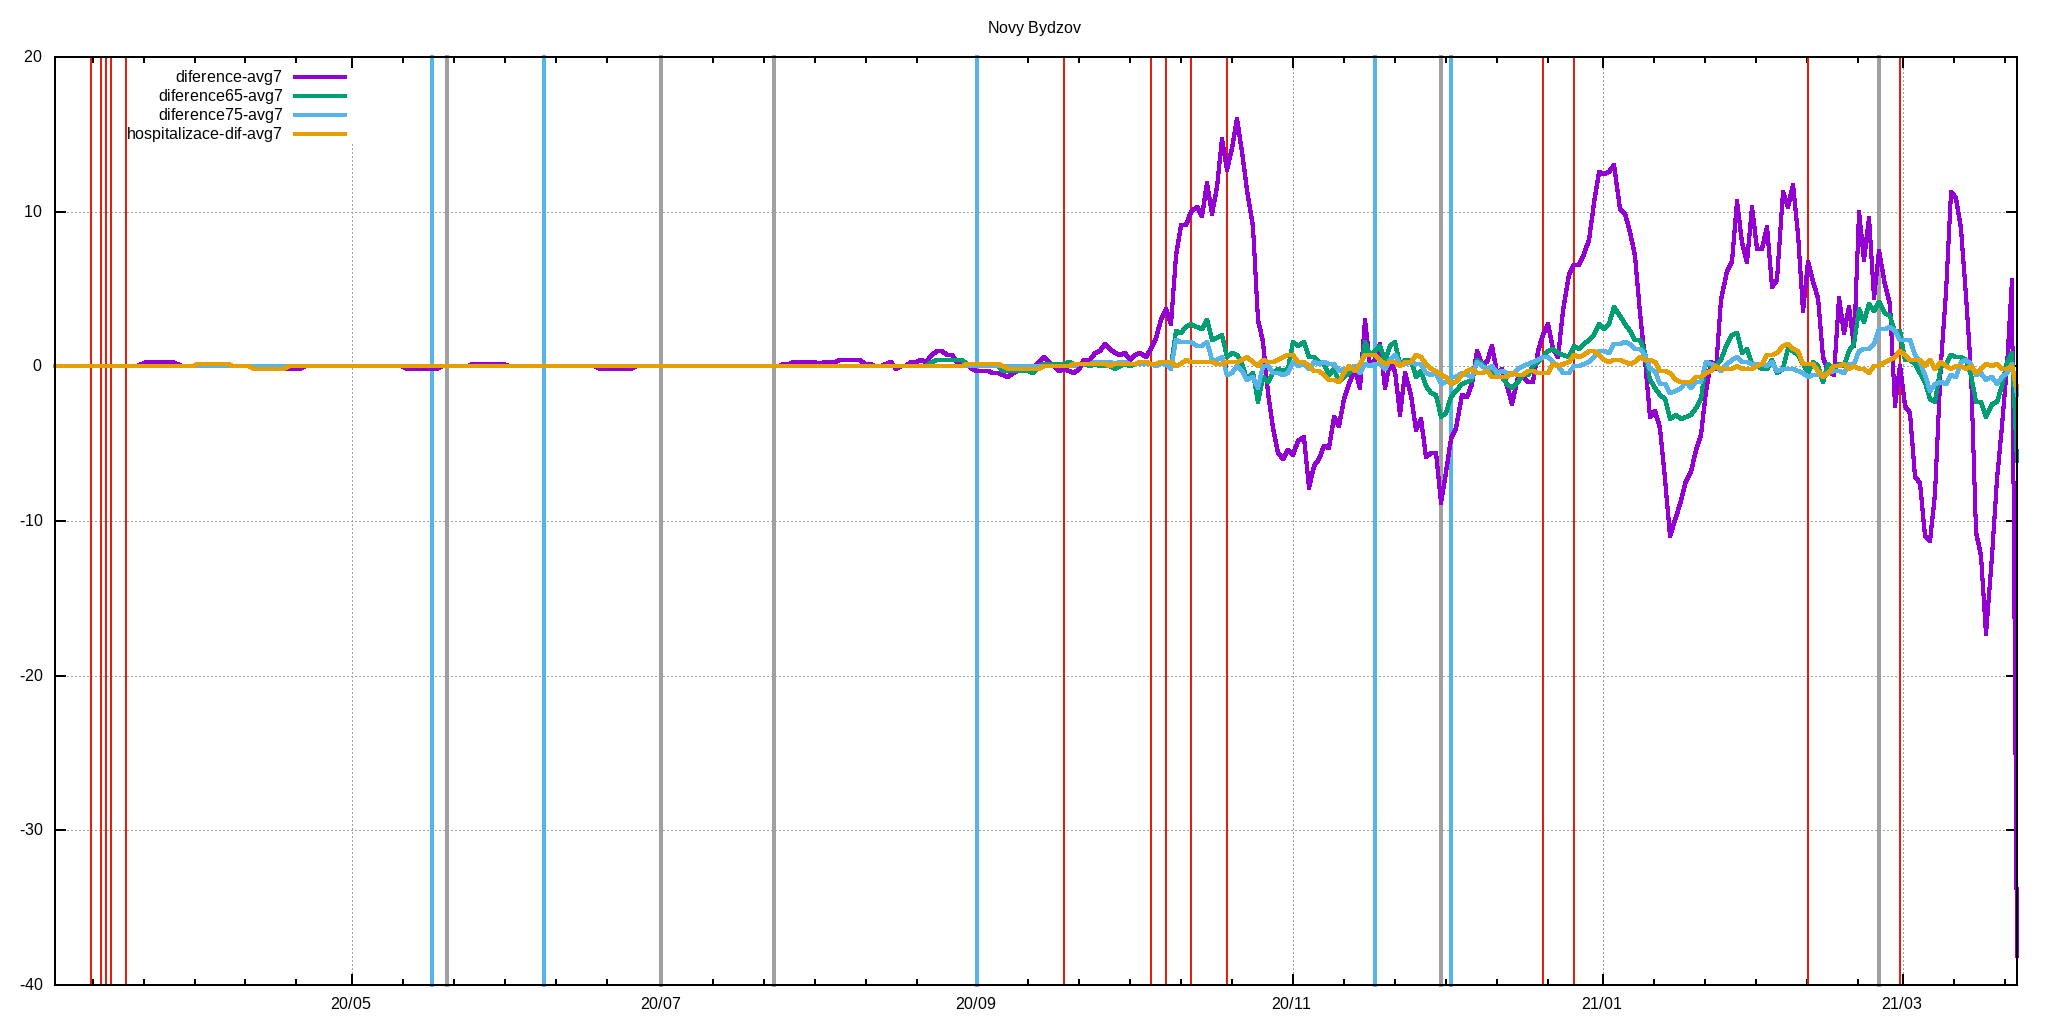 Novy Bydzov
20
diference-avg7
diference65-avg7
diference75-avg7
hospitalizace-dif-avg7
10
0
-10
-20
-30
-40
20/05 20/07 20/09 20/11 21/01 21/03